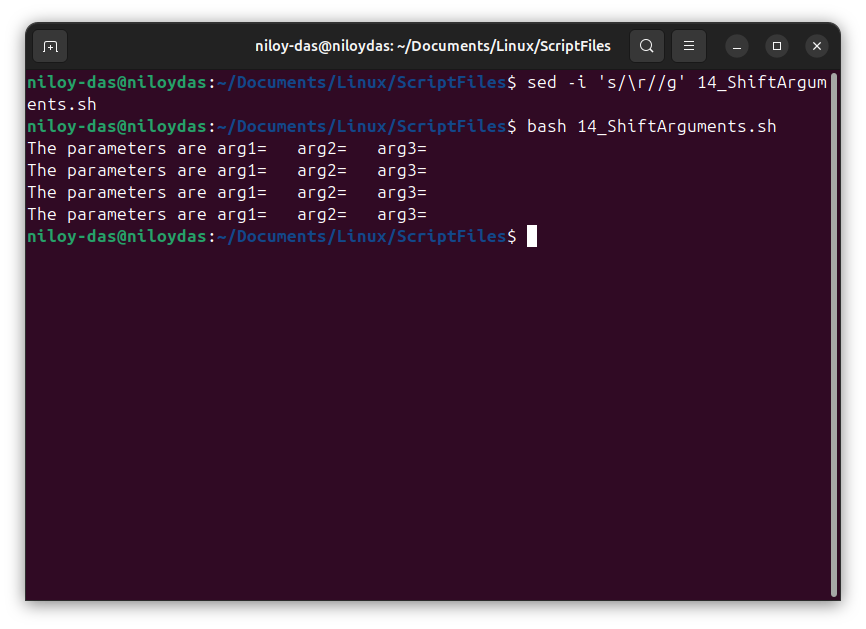 niloy-das@niloydas: ~/Documents/Linux/ScriptFiles
niloy-das@niloydas:~/Documents/Linux/ScriptFiles$ sed -i 's/\r//g' 14_ShiftArgum
ents.sh
niloy-das@niloydas:~/Documents/Linux/ScriptFiles$ bash 14_ShiftArguments.sh
The parameters are arg1=   arg2=   arg3=
The parameters are arg1=   arg2=   arg3=
The parameters are arg1=   arg2=   arg3=
The parameters are arg1=   arg2=   arg3=
niloy-das@niloydas:~/Documents/Linux/ScriptFiles$